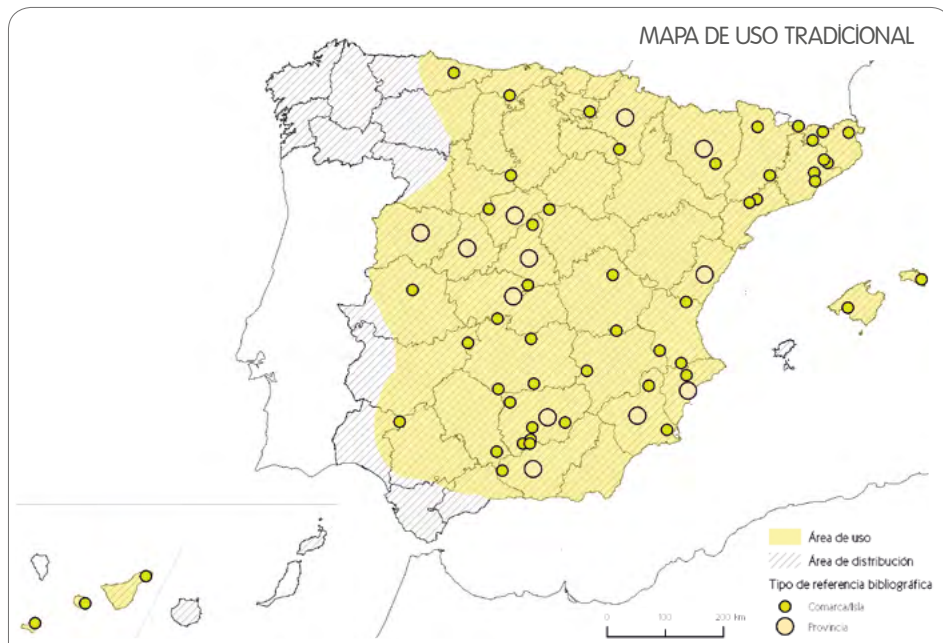 MAPA DE USO TRADICIONAL
Área de uso
Área de distribución
Tipo de referencia bibliográfica
Comarca/Isla
Provincia
0 100 200 km